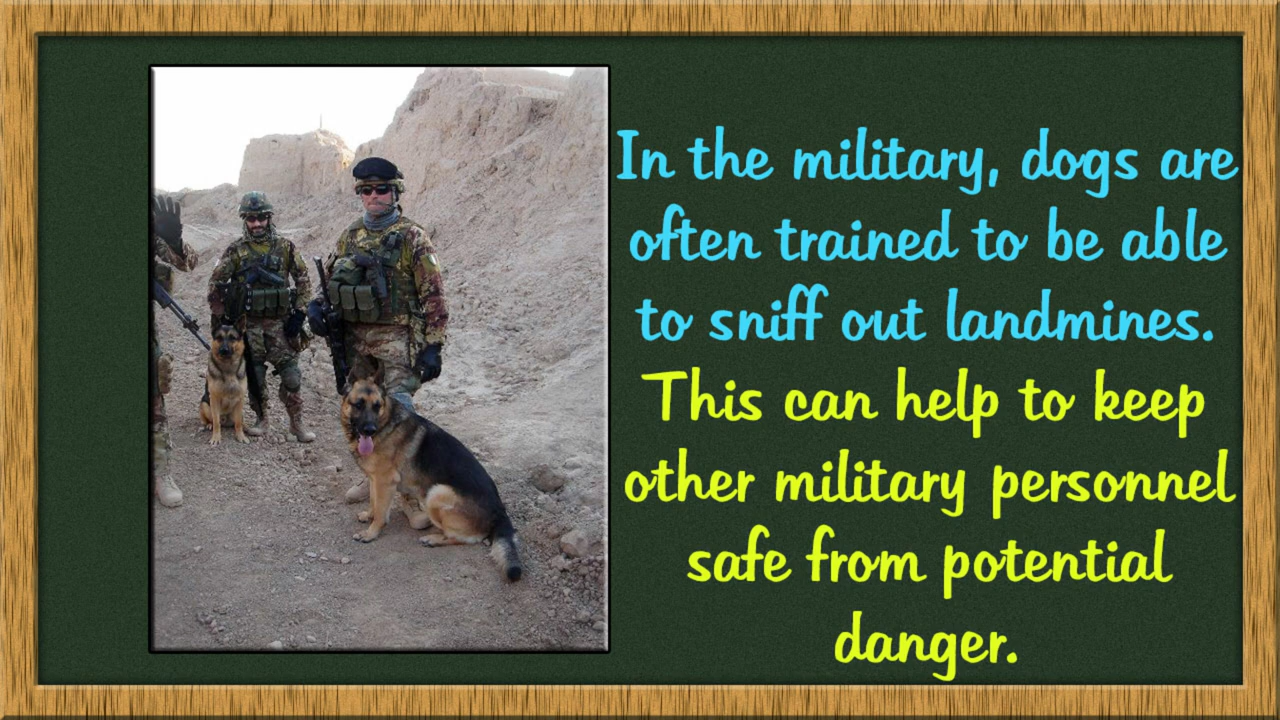 In the military, dogs are
often trained to be able
to sniff out landmines.
This can help to keep
other military personnel
safe from potential
danger.